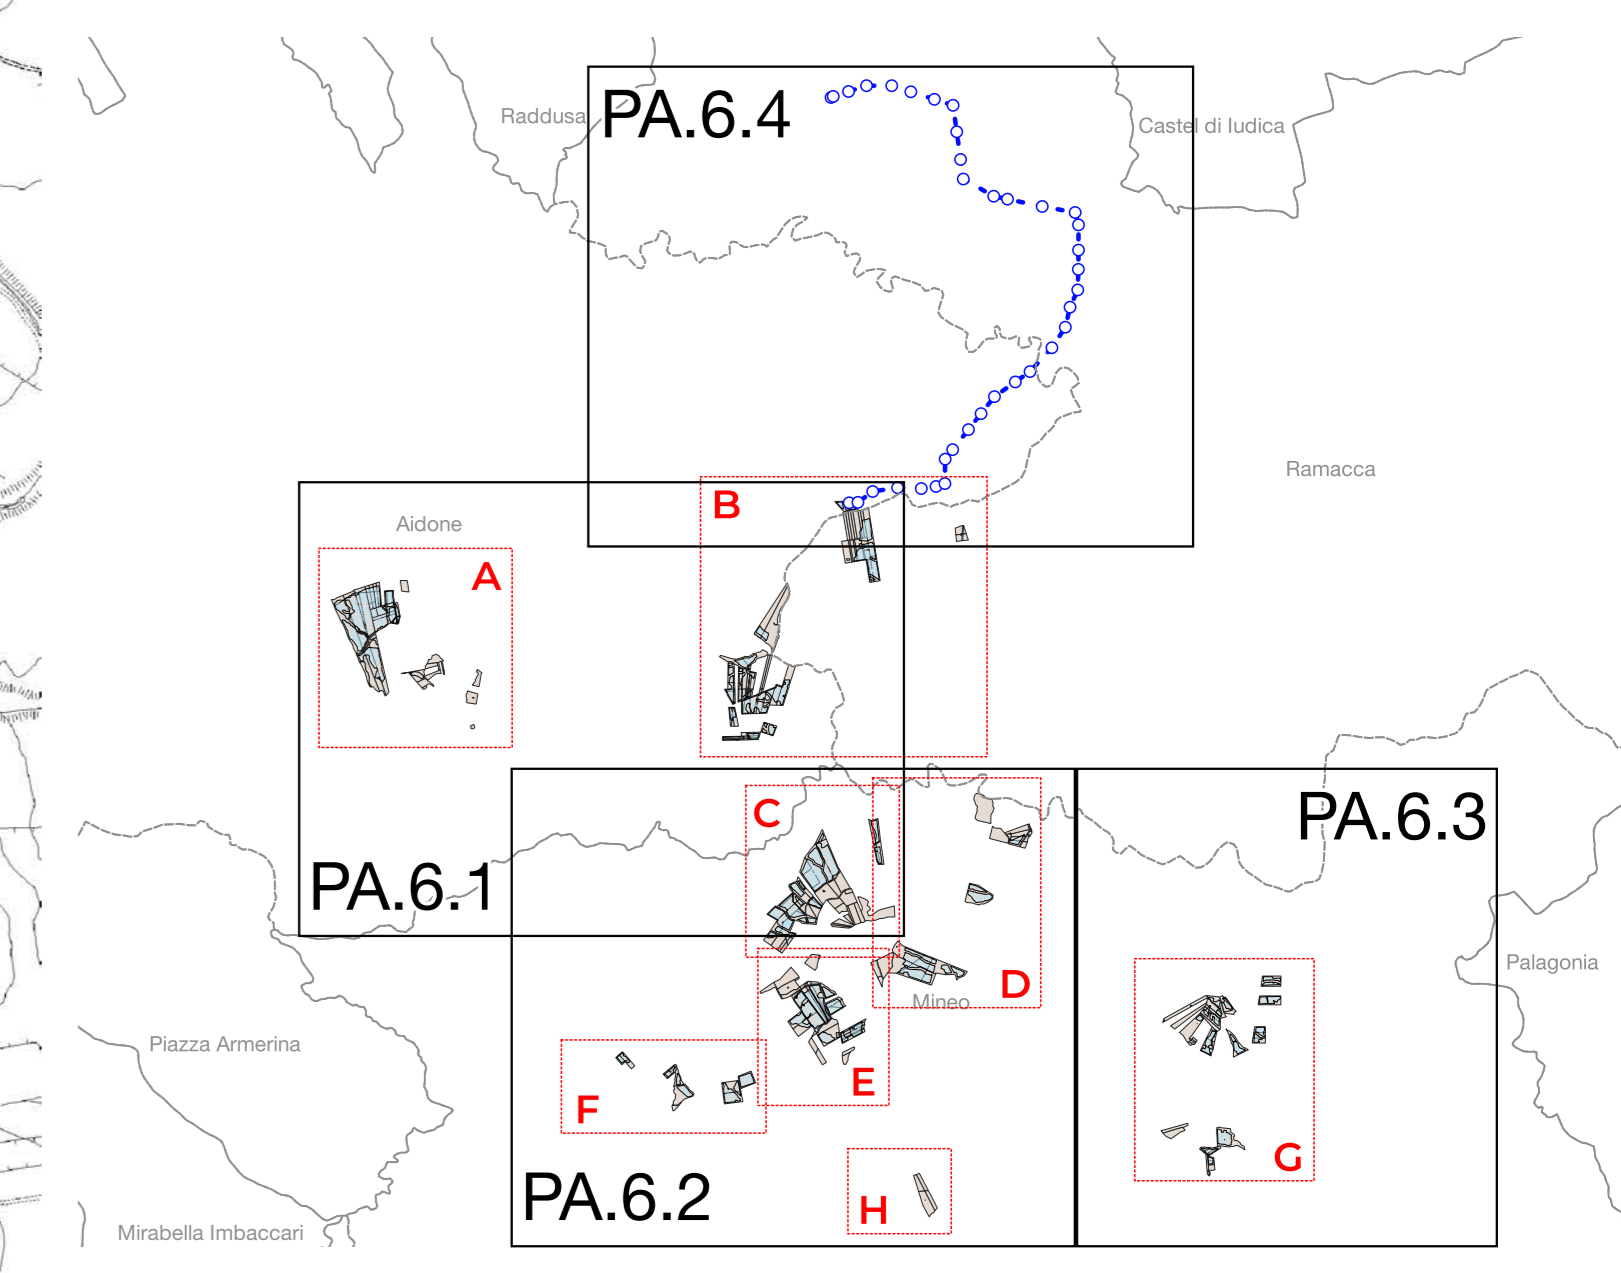 Raddusa
PA.6.4
Castel di Iudica
Ramacca
B
Aidone
A
C
PA.6.3
PA.6.1
Palagonia
D
Mineo
Piazza Armerina
E
F
G
PA.6.2
H
Mirabella Imbaccari